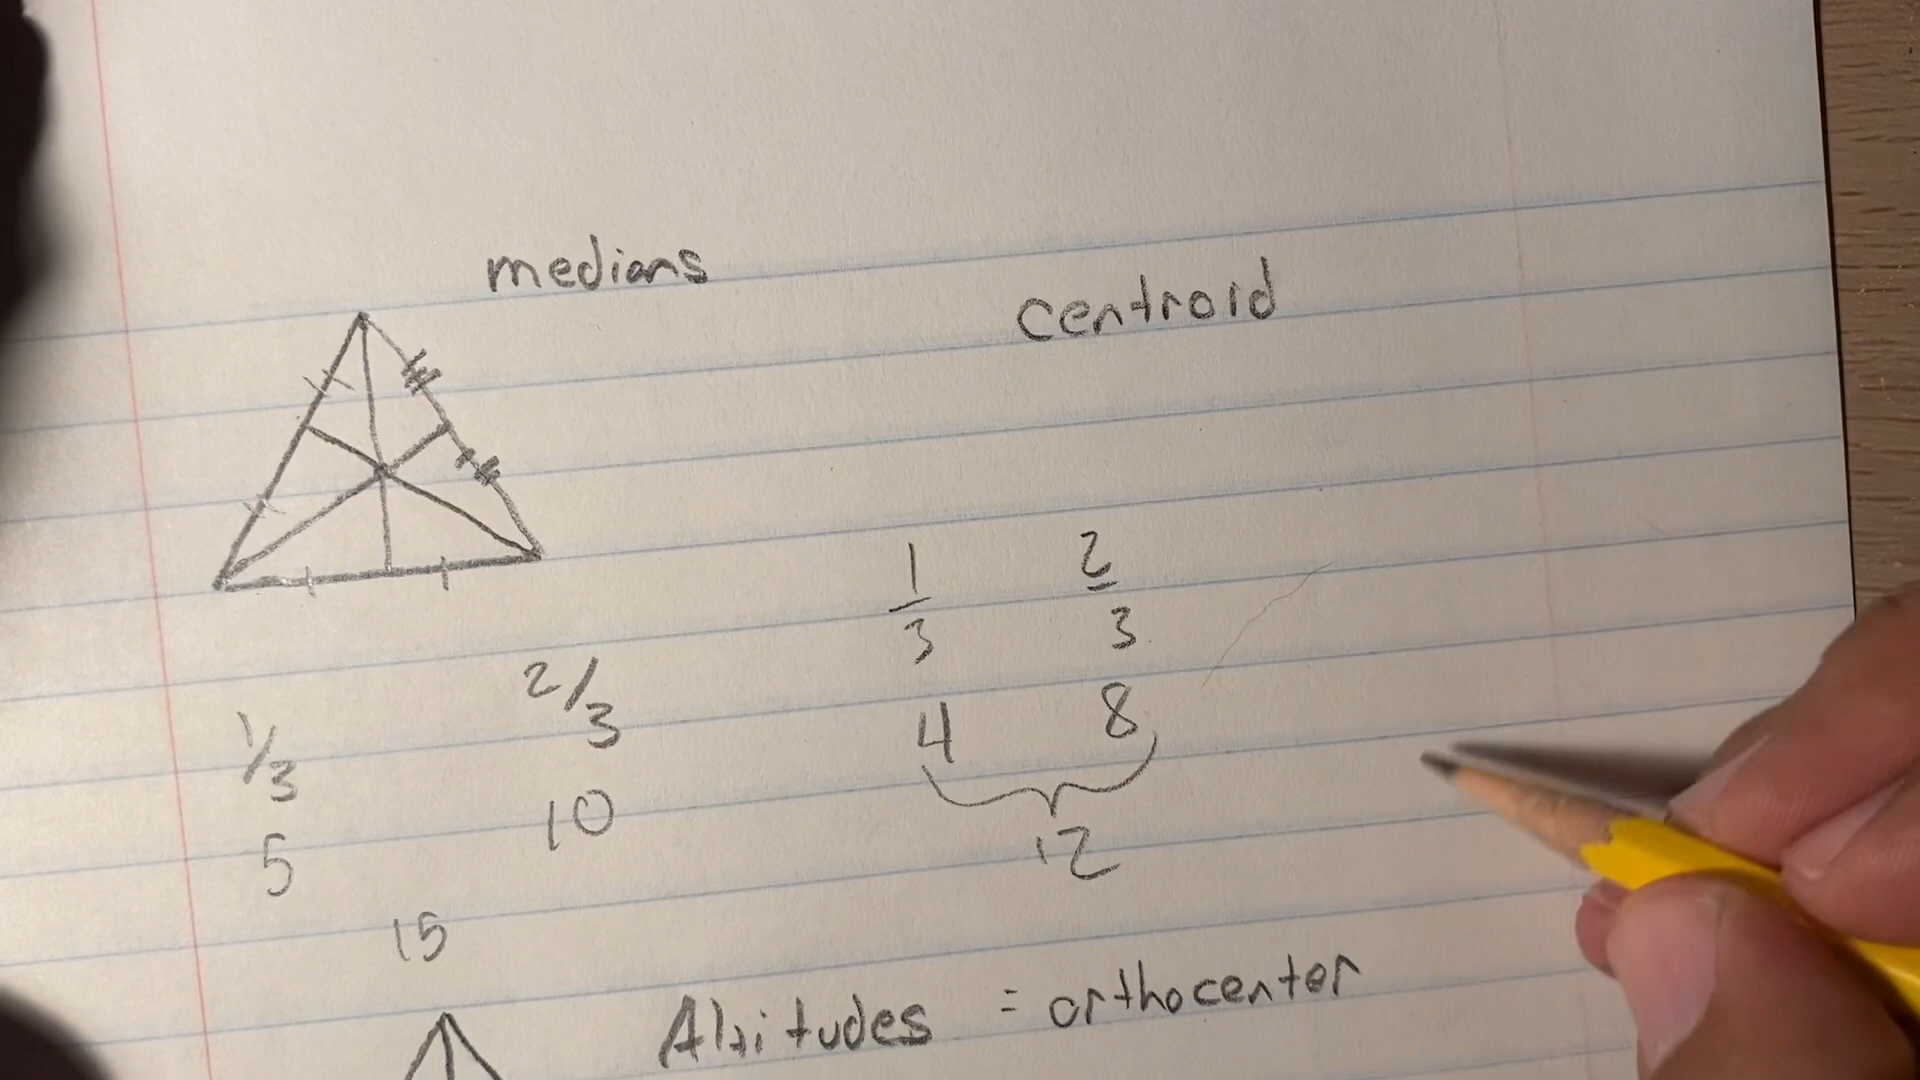 medians
centroid
1/3 2/3
1/3 2/3
4 8
5 10
12
15
Altitudes = orthocenter